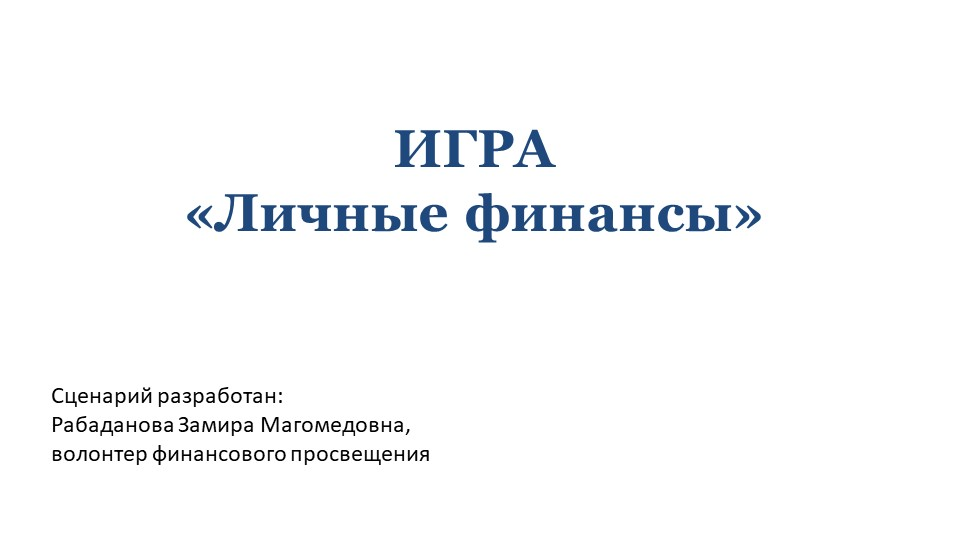 ИГРА
«Личные финансы»
Сценарий разработан:
Рабаданова Замира Магомедовна,
волонтер финансового просвещения